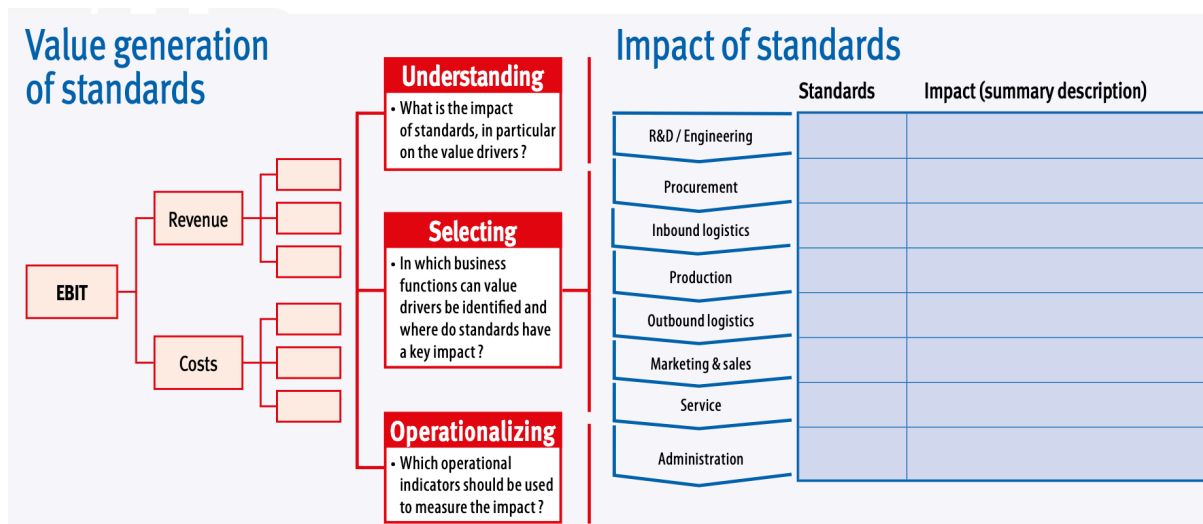 Value generation
of standards
EBIT
Revenue
Costs
Understanding
• What is the impact
of standards, in particular
on the value drivers ?
Selecting
• In which business
functions can value
drivers be identified and
where do standards have
a key impact ?
Operationalizing
• Which operational
indicators should be used
to measure the impact ?
Impact of standards
Standards
Impact (summary description)
R&D / Engineering
Procurement
Inbound logistics
Production
Outbound logistics
Marketing & sales
Service
Administration